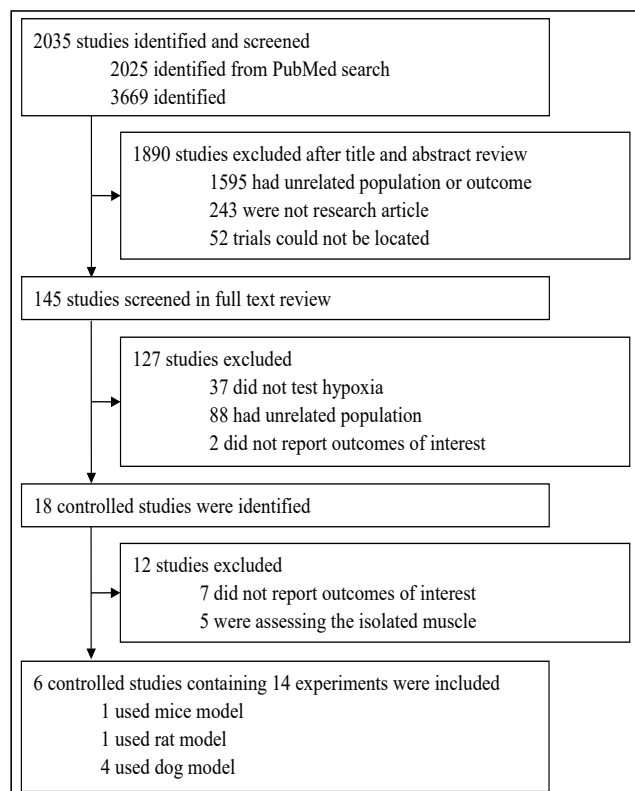 2035 studies identified and screened
2025 identified from PubMed search
3669 identified
1890 studies excluded after title and abstract review
1595 had unrelated population or outcome
243 were not research article
52 trials could not be located
145 studies screened in full text review
127 studies excluded
37 did not test hypoxia
88 had unrelated population
2 did not report outcomes of interest
18 controlled studies were identified
12 studies excluded
7 did not report outcomes of interest
5 were assessing the isolated muscle
6 controlled studies containing 14 experiments were included
1 used mice model
1 used rat model
4 used dog model